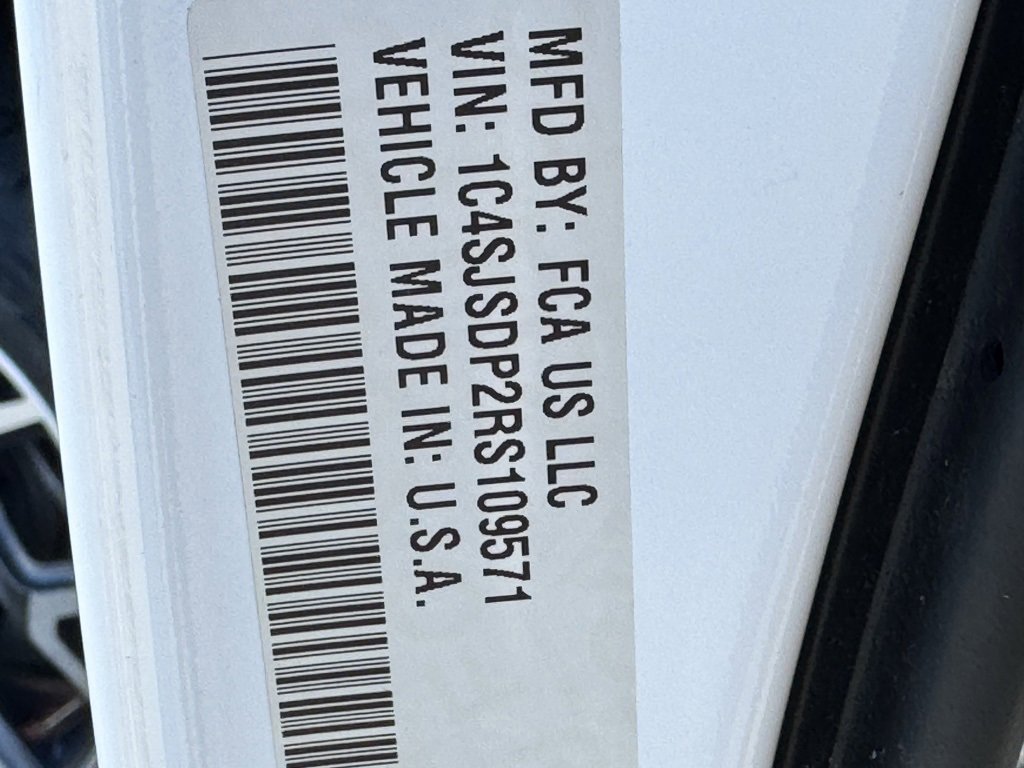 MFD BY: FCA US LLC
VIN: 1C4SJSDP2RS109571
VEHICLE MADE IN: U.S.A.